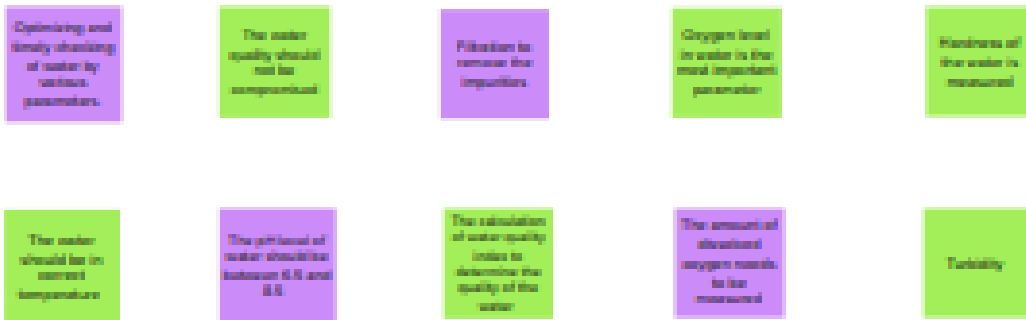 Optimizing and
timely checking
of water by
various
parameters.
The water
quality should
not be
compromised
Filtration to
remove the
impurities
Oxygen level
in water is the
most important
parameter
Hardness of
the water is
measured
The water
should be in
correct
temperature
The pH level of
water should be
between 6.5 and
8.5
The calculation
of water quality
index to
determine the
quality of the
water
The amount of
dissolved
oxygen needs
to be
measured
Turbidity